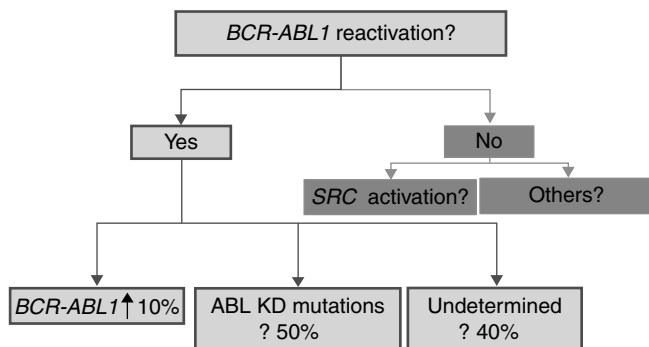 BCR-ABL1 reactivation?
Yes
No
SRC activation?
Others?
BCR-ABL1 ↑ 10%
ABL KD mutations
? 50%
Undetermined
? 40%